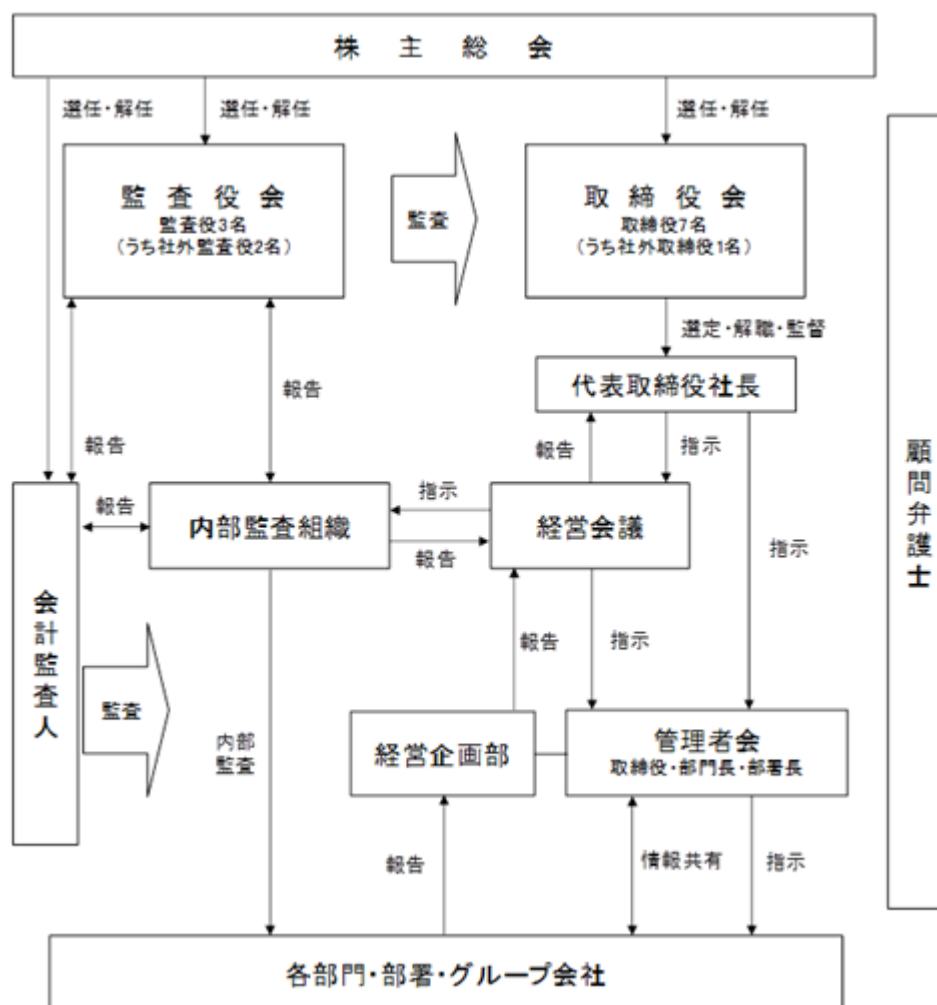 株主総会
選任・解任
選任・解任
選任・解任
監査役会
監査役3名
（うち社外監査役2名）
監査
取締役会
取締役7名
（うち社外取締役1名）
選定・解職・監督
代表取締役社長
報告
報告
報告
指示
報告
内部監査組織
指示
報告
経営会議
指示
会計監査人
監査
内部
監査
報告
指示
経営企画部
管理者会
取締役・部門長・部署長
報告
情報共有
指示
各部門・部署・グループ会社
顧問弁護士